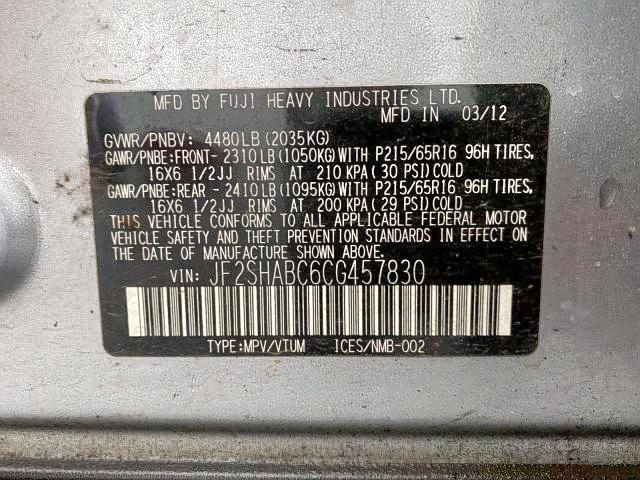 MFD BY FUJI HEAVY INDUSTRIES LTD.
MFD IN 03/12
GVWR/PNBV: 4480LB(2035KG)
GAWR/PNBE:FRONT-2310LB(1050KG)WITH P215/65R16 96H TIRES,
16X6 1/2JJ RIMS AT 210 KPA(30 PSI)COLD
GAWR/PNBE:REAR -2410LB(1095KG)WITH P215/65R16 96H TIRES,
16X6 1/2JJ RIMS AT 200 KPA(29 PSI)COLD
THIS VEHICLE CONFORMS TO ALL APPLICABLE FEDERAL MOTOR
VEHICLE SAFETY AND THEFT PREVENTION STANDARDS IN EFFECT ON
THE DATE OF MANUFACTURE SHOWN ABOVE.
VIN: JF2SHABC6CG457830
TYPE:MPV/VTUM ICES/NMB-002